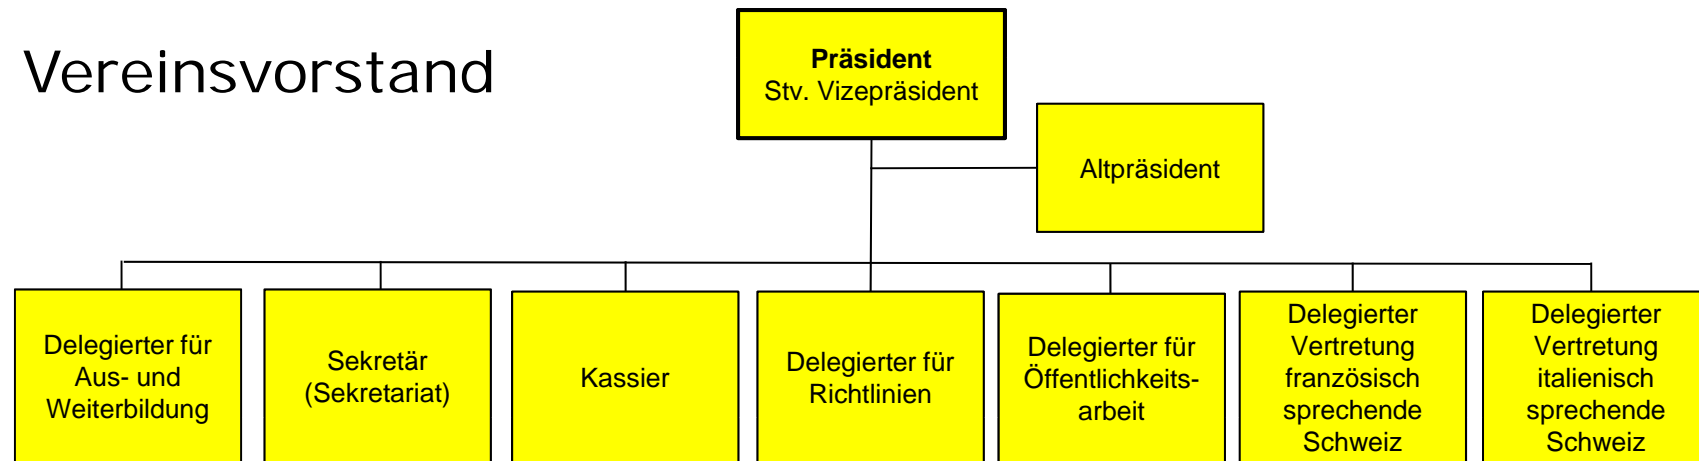 Vereinsvorstand
Präsident
Stv. Vizepräsident
Altpräsident
Delegierter für
Aus- und
Weiterbildung
Sekretär
(Sekretariat)
Kassier
Delegierter für
Richtlinien
Delegierter für
Öffentlichkeits-
arbeit
Delegierter
Vertretung
französisch
sprechende
Schweiz
Delegierter
Vertretung
italienisch
sprechende
Schweiz